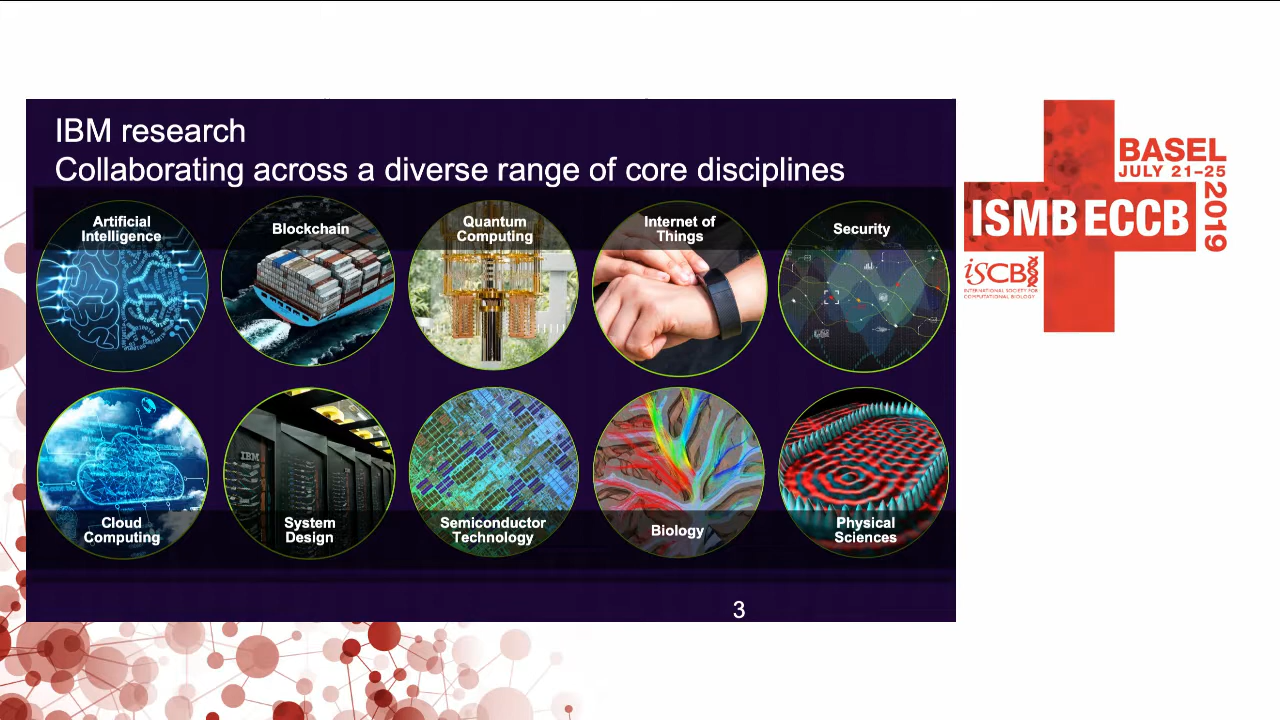 IBM research
Collaborating across a diverse range of core disciplines
Artificial
Intelligence
Blockchain
Quantum
Computing
Internet of
Things
Security
IBM
Cloud
Computing
System
Design
Semiconductor
Technology
Biology
Physical
Sciences
3
BASEL
JULY 21-25
2019
ISMB ECCB
ISCB
INTERNATIONAL SOCIETY FOR
COMPUTATIONAL BIOLOGY